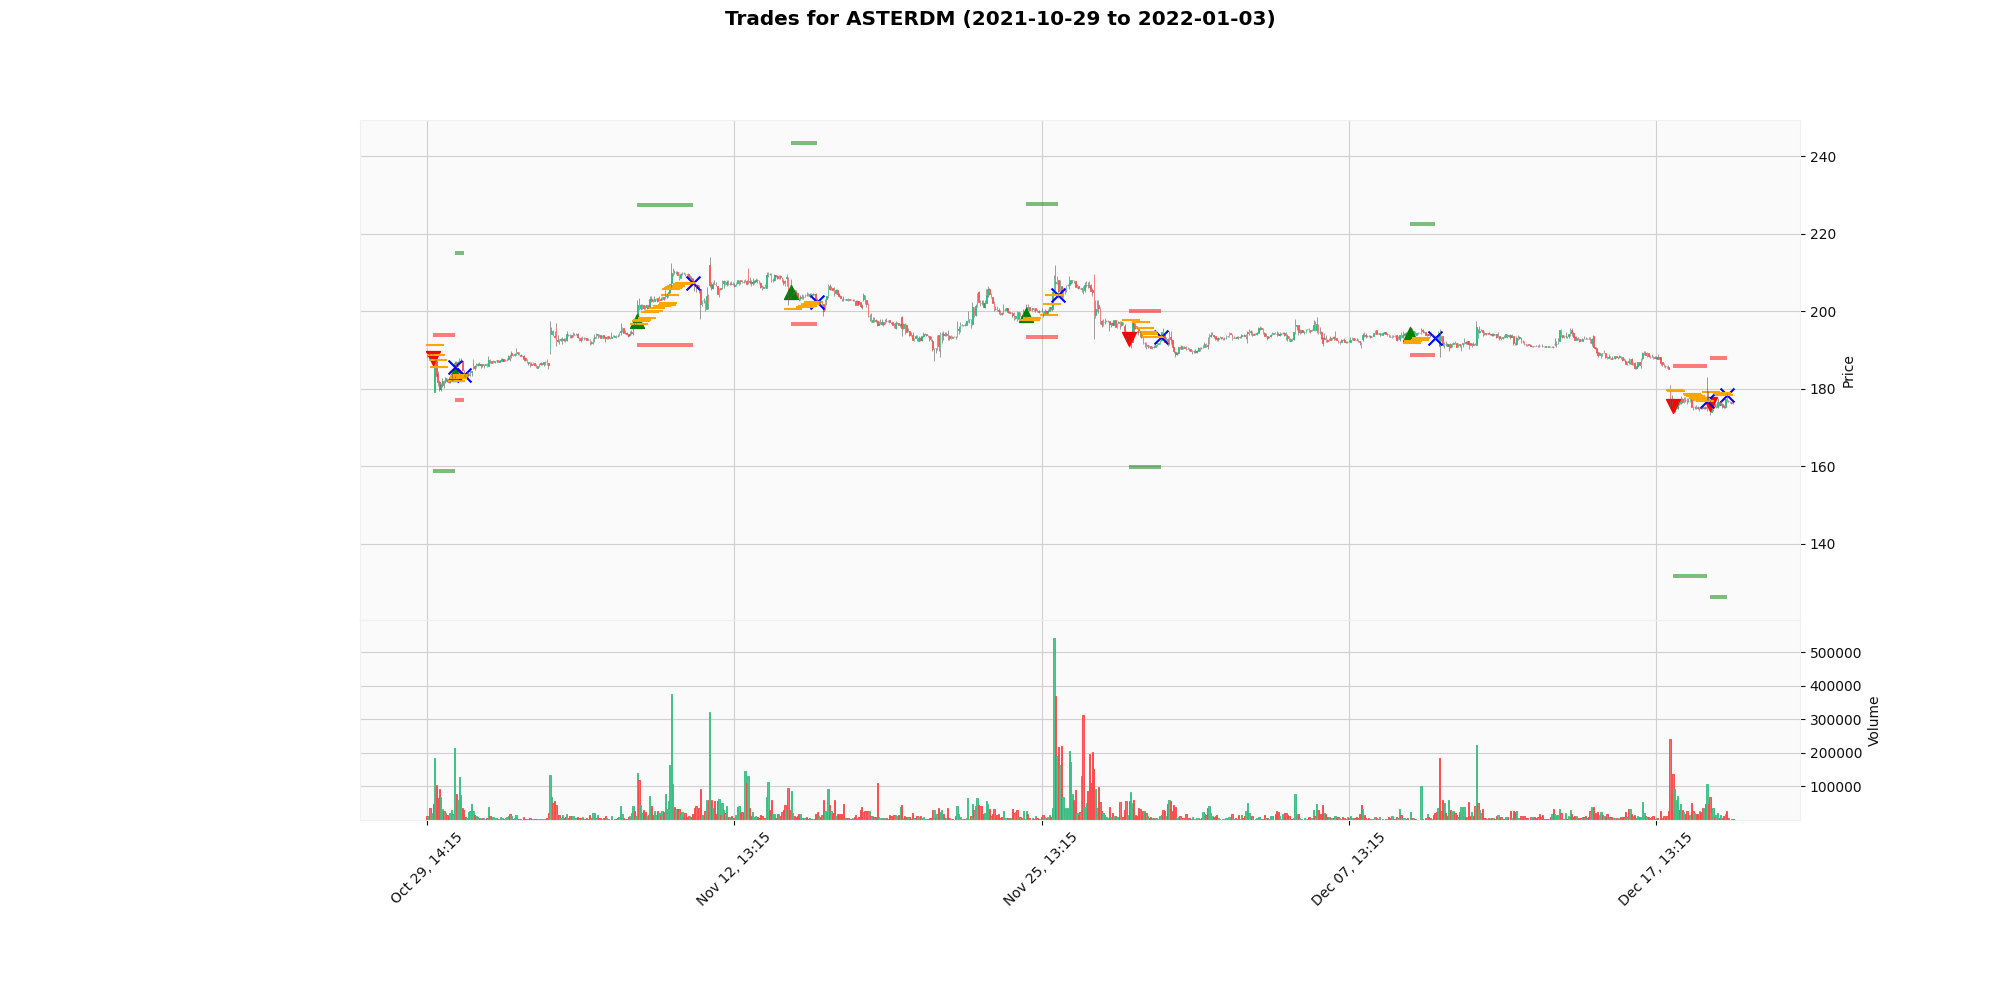 Trades for ASTERDM (2021-10-29 to 2022-01-03)
240
220
200
180
160
140
Price
500000
400000
300000
200000
100000
Volume
Oct 29, 14:15
Nov 12, 13:15
Nov 25, 13:15
Dec 07, 13:15
Dec 17, 13:15